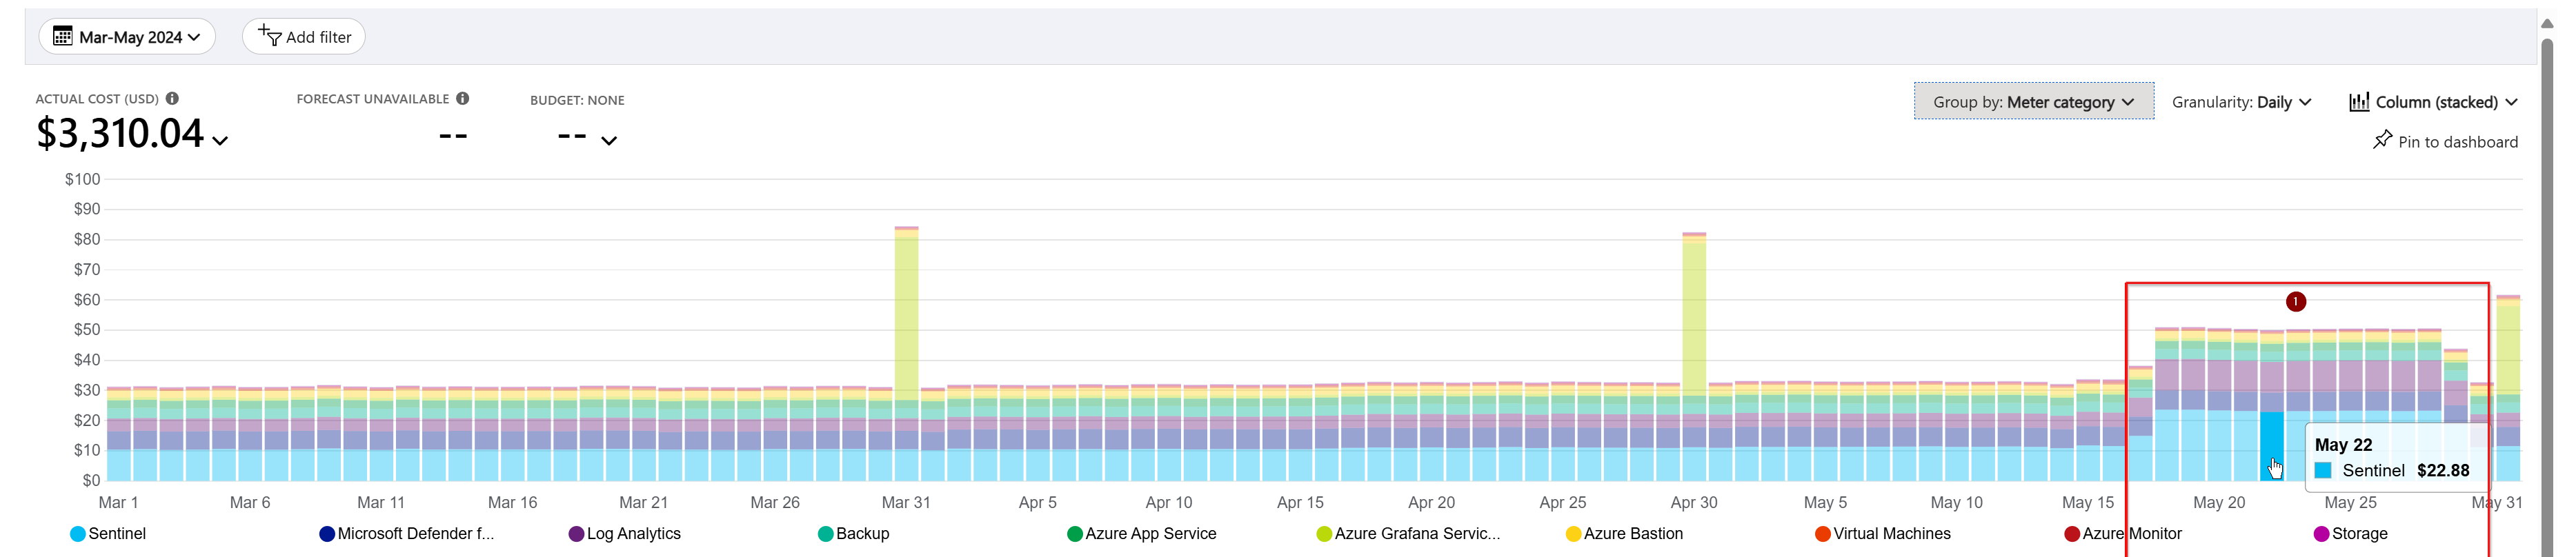 Mar-May 2024
Add filter
ACTUAL COST (USD)
FORECAST UNAVAILABLE
BUDGET: NONE
$3,310.04
--
--
Group by: Meter category
Granularity: Daily
Column (stacked)
Pin to dashboard
$100
$90
$80
$70
$60
$50
$40
$30
$20
$10
$0
1
May 22
Sentinel $22.88
Mar 1 Mar 6 Mar 11 Mar 16 Mar 21 Mar 26 Mar 31 Apr 5 Apr 10 Apr 15 Apr 20 Apr 25 Apr 30 May 5 May 10 May 15 May 20 May 25 May 31
Sentinel Microsoft Defender f... Log Analytics Backup Azure App Service Azure Grafana Servic... Azure Bastion Virtual Machines Azure Monitor Storage